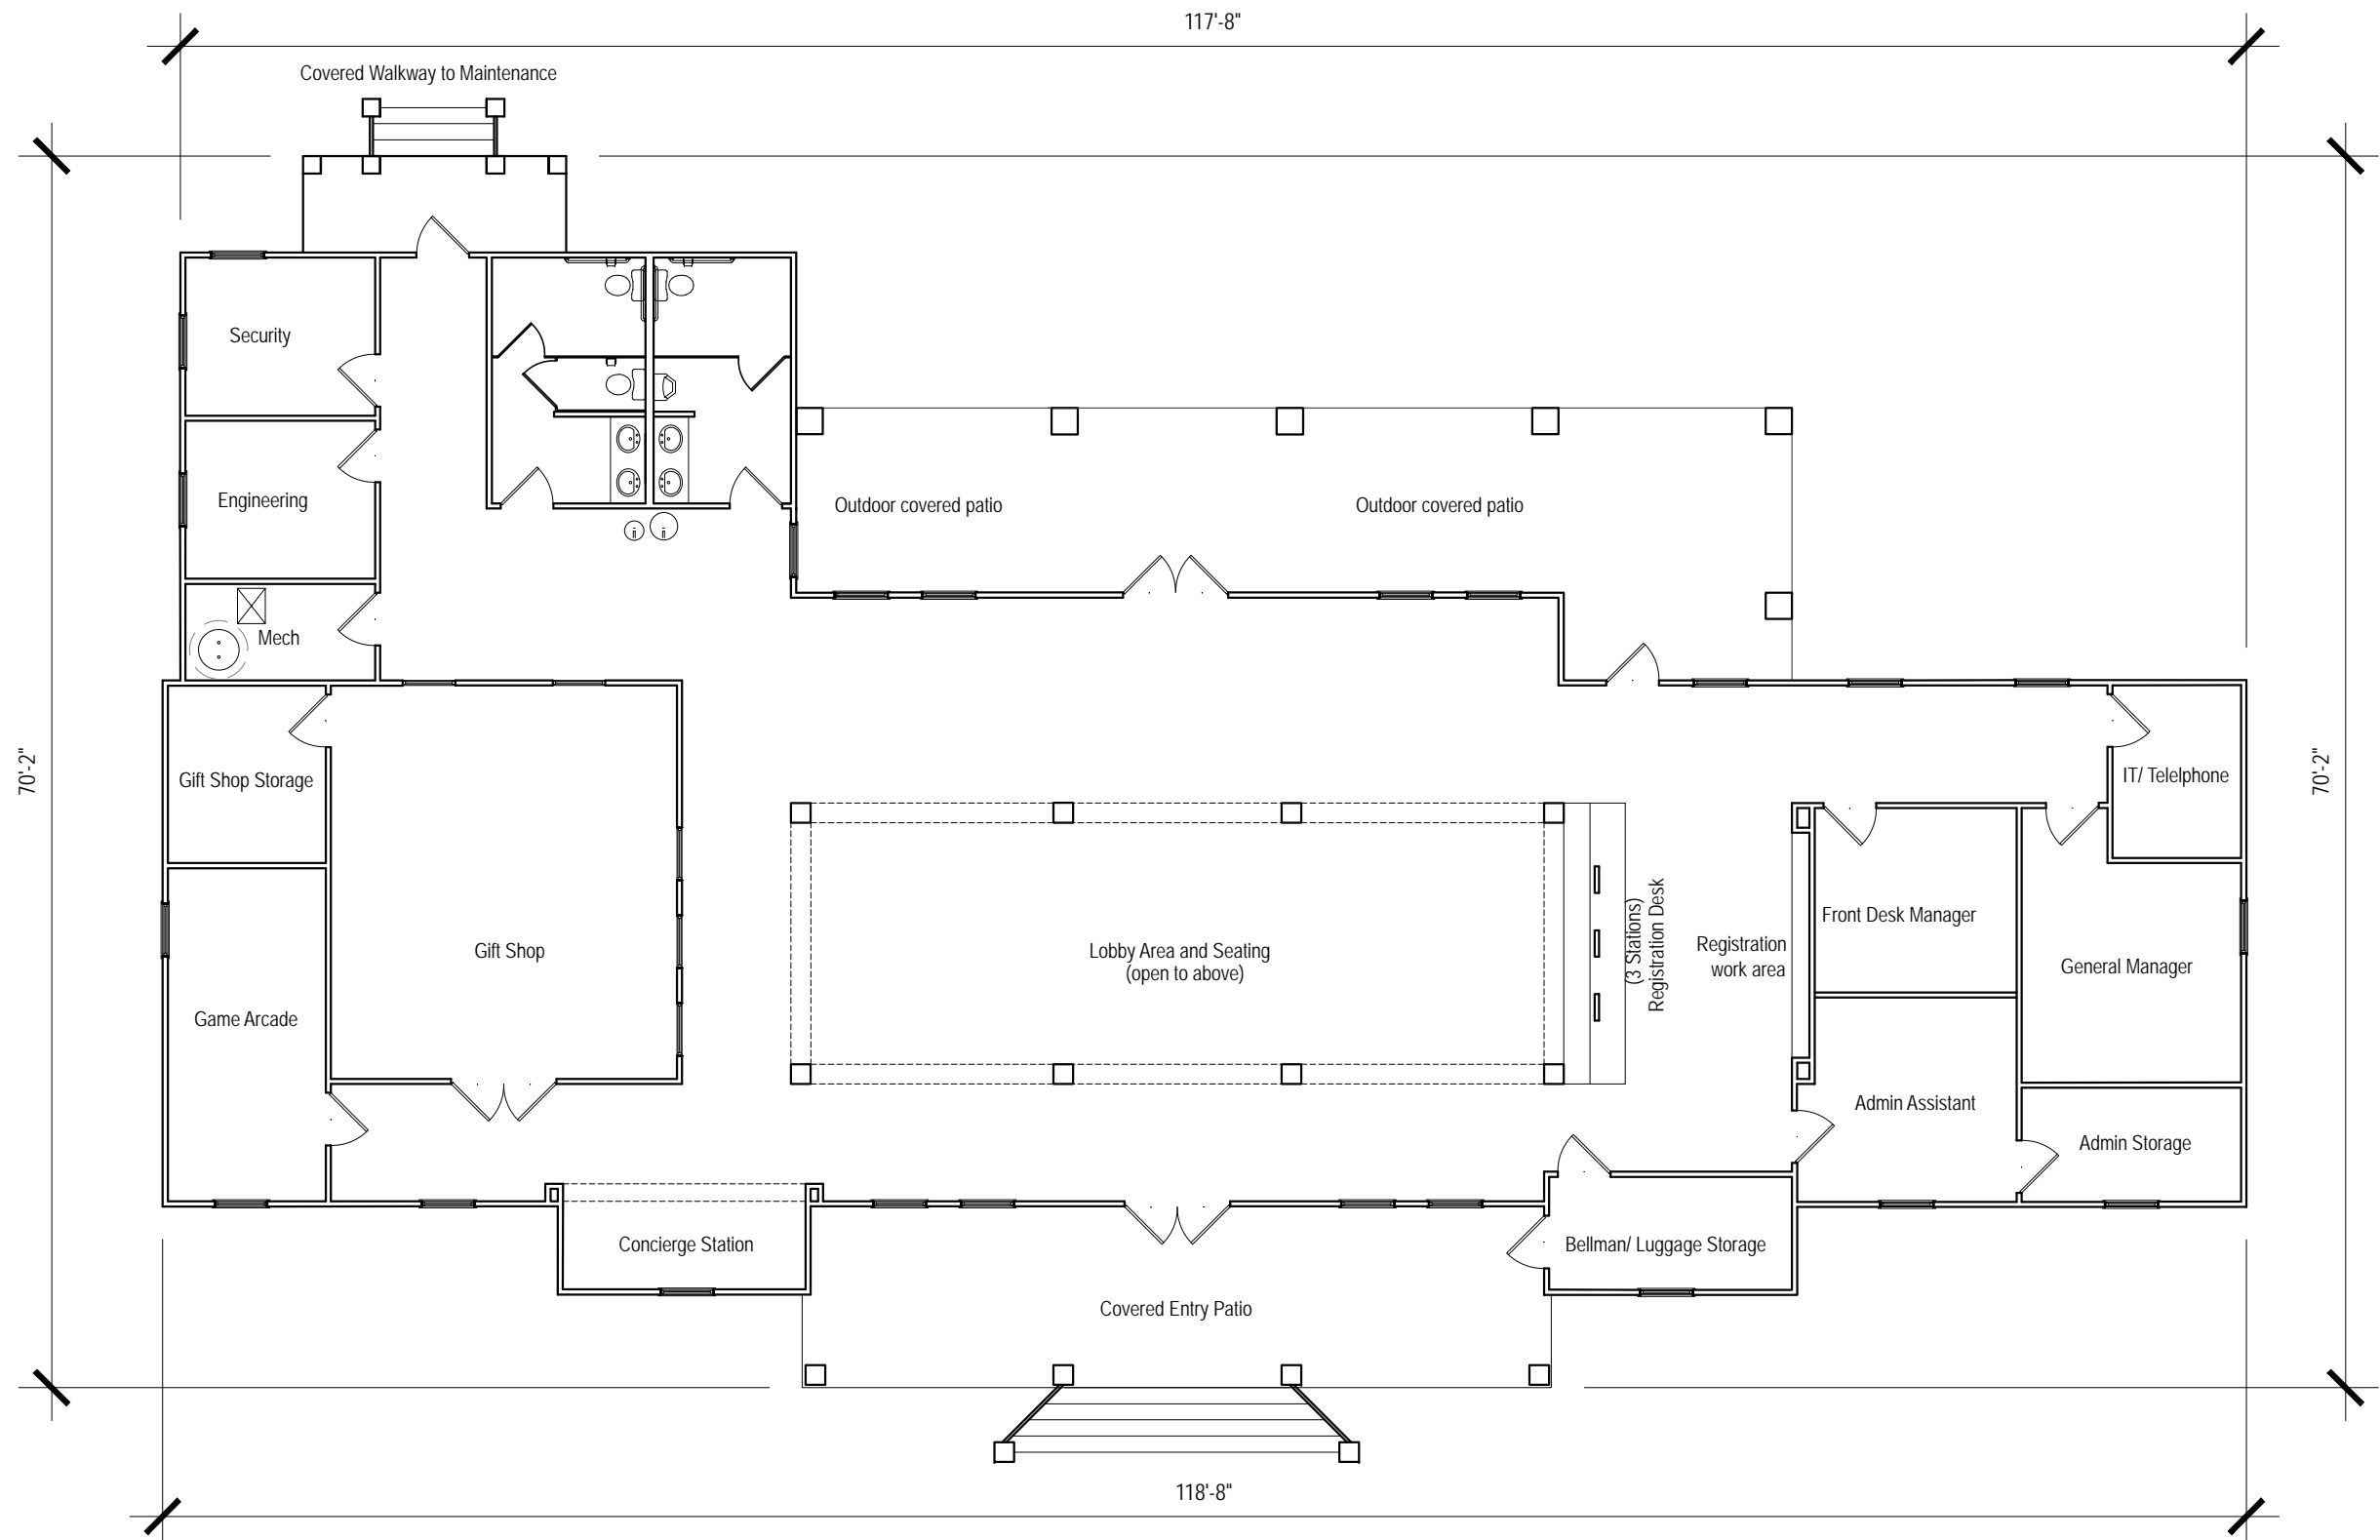 117'-8"
Covered Walkway to Maintenance
Security
Engineering
Outdoor covered patio
Outdoor covered patio
Mech
70'-2"
Gift Shop Storage
IT/ Telelphone
70'-2"
Front Desk Manager
(3 Stations)
Registration Desk
Registration
work area
Gift Shop
Lobby Area and Seating
(open to above)
General Manager
Game Arcade
Admin Assistant
Admin Storage
Concierge Station
Bellman/ Luggage Storage
Covered Entry Patio
118'-8"